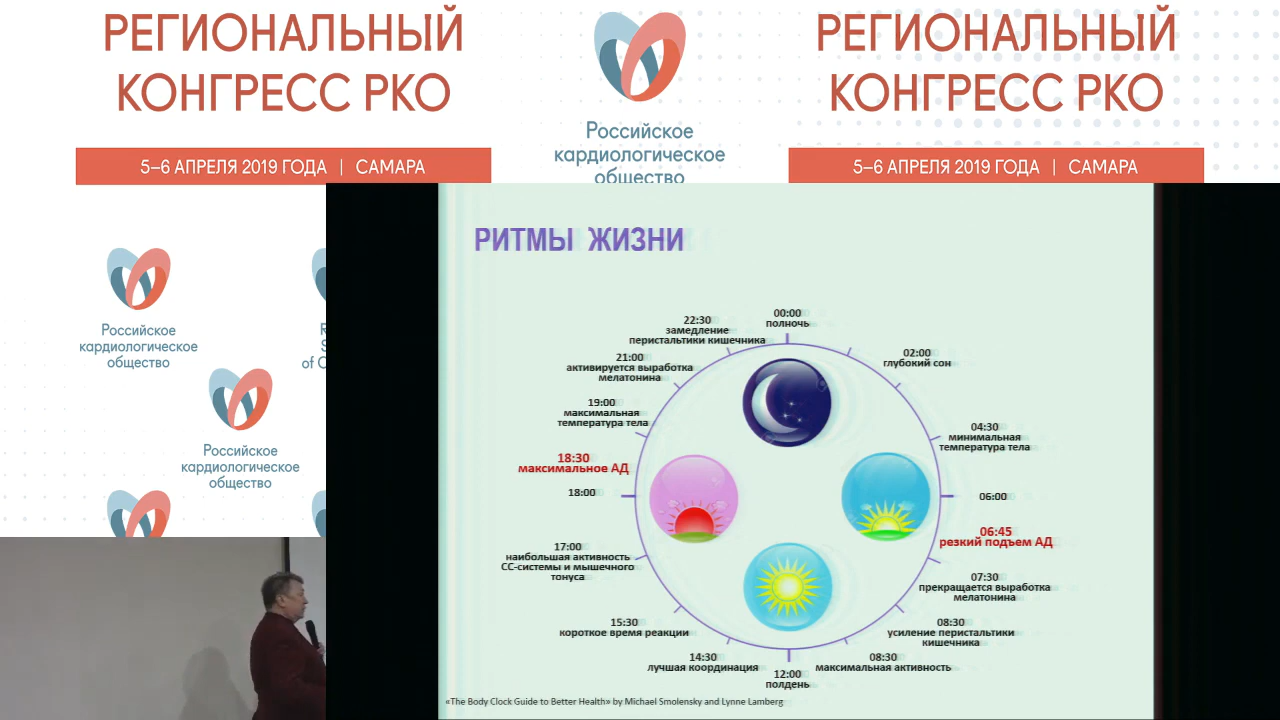 РЕГИОНАЛЬНЫЙ
КОНГРЕСС РКО
5–6 АПРЕЛЯ 2019 ГОДА | САМАРА
Российское
кардиологическое
общество
РЕГИОНАЛЬНЫЙ
КОНГРЕСС РКО
5–6 АПРЕЛЯ 2019 ГОДА | САМАРА
Российское
кардиологическое
общество
R
S
of C
Российское
кардиологическое
общество
РИТМЫ ЖИЗНИ
00:00
полночь
02:00
глубокий сон
04:30
минимальная
температура тела
06:00
06:45
резкий подъем АД
07:30
прекращается выработка
мелатонина
08:30
усиление перистальтики
кишечника
08:30
максимальная активность
12:00
полдень
14:30
лучшая координация
15:30
короткое время реакции
17:00
наибольшая активность
СС-системы и мышечного
тонуса
18:00
18:30
максимальное АД
19:00
максимальная
температура тела
21:00
активируется выработка
мелатонина
22:30
замедление
перистальтики кишечника
«The Body Clock Guide to Better Health» by Michael Smolensky and Lynne Lamberg